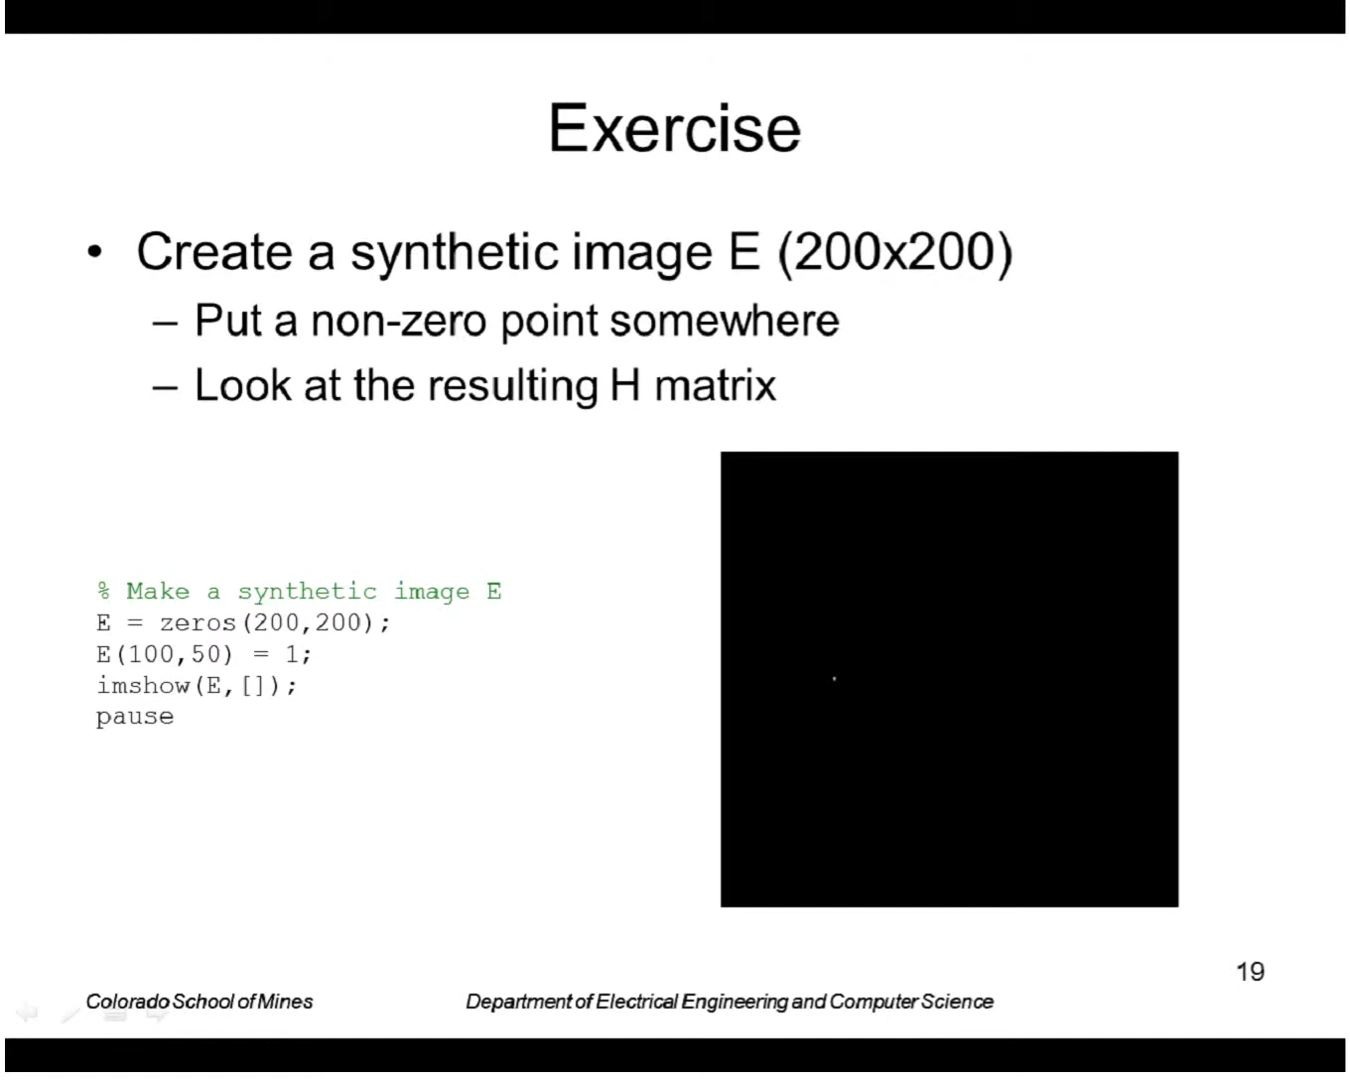 Exercise
• Create a synthetic image E (200x200)
– Put a non-zero point somewhere
– Look at the resulting H matrix
% Make a synthetic image E
E = zeros(200,200);
E(100,50) = 1;
imshow(E,[]);
pause
19
Colorado School of Mines
Department of Electrical Engineering and Computer Science